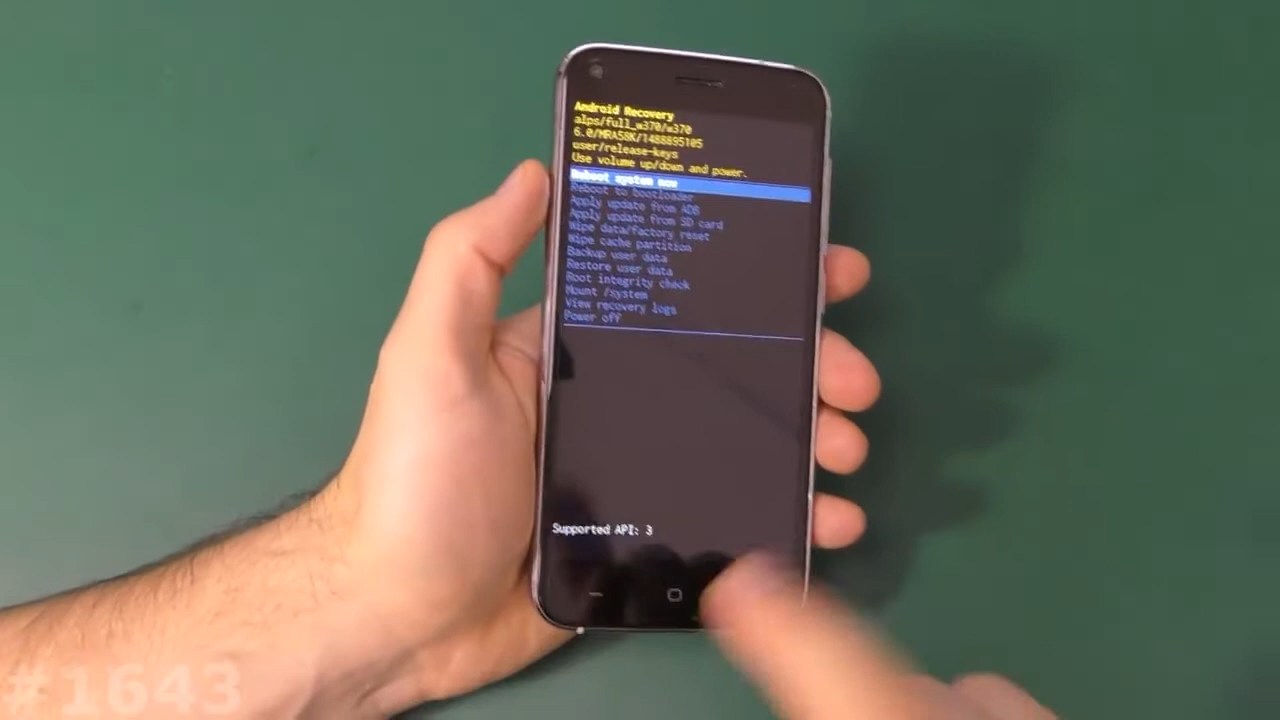 Android Recovery
alps/full_w370/w370
6.0/MRA58K/1488895105
user/release-keys
Use volume up/down and power.
Reboot system now
Reboot to bootloader
Apply update from ADB
Apply update from SD card
Wipe data/factory reset
Wipe cache partition
Backup user data
Restore user data
Root integrity check
Mount /system
View recovery logs
Power off
Supported API: 3
#1643